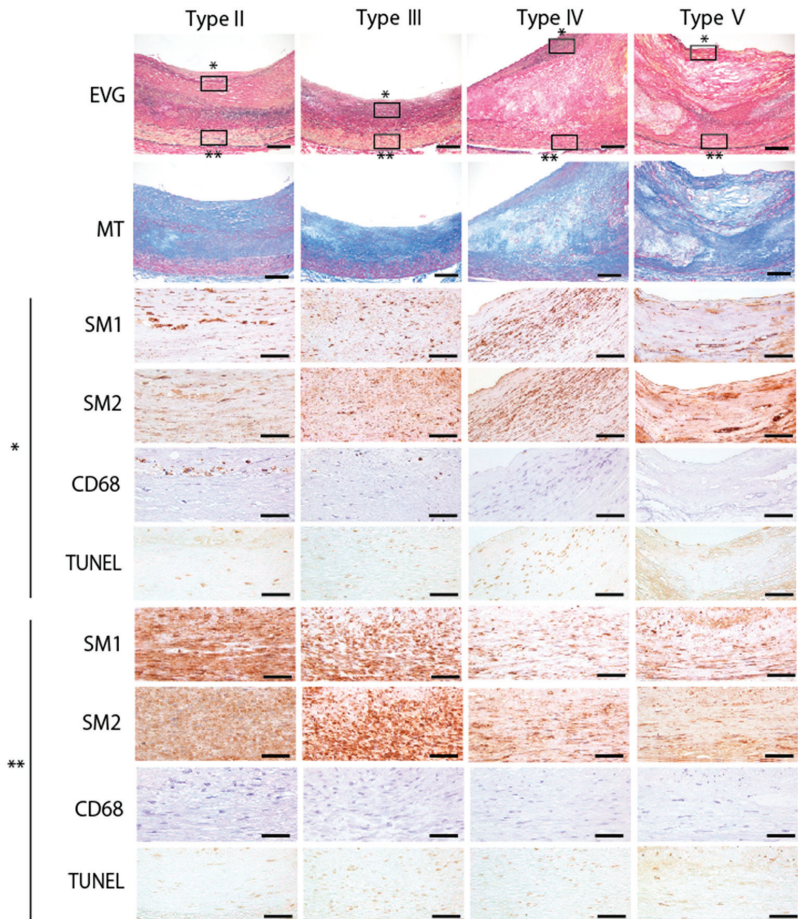 Type II Type III Type IV Type V
* *
* *
EVG
** ** ** **
MT
SM1
SM2
*
CD68
TUNEL
SM1
SM2
**
CD68
TUNEL